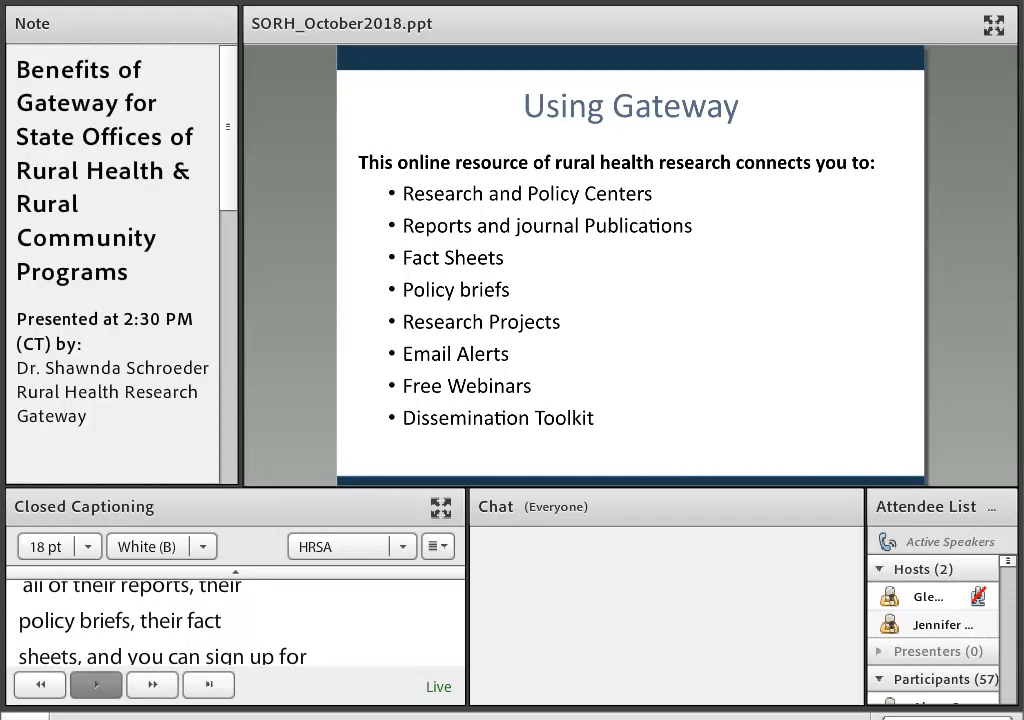 Note
SORH_October2018.ppt
Benefits of
Gateway for
State Offices of
Rural Health &
Rural
Community
Programs
Presented at 2:30 PM
(CT) by:
Dr. Shawnda Schroeder
Rural Health Research
Gateway
Using Gateway
This online resource of rural health research connects you to:
• Research and Policy Centers
• Reports and journal Publications
• Fact Sheets
• Policy briefs
• Research Projects
• Email Alerts
• Free Webinars
• Dissemination Toolkit
Closed Captioning
18 pt
White (B)
HRSA
all of their reports, their
policy briefs, their fact
sheets, and you can sign up for
Live
Chat (Everyone)
Attendee List ...
Active Speakers
Hosts (2)
Gle...
Jennifer ...
Presenters (0)
Participants (57)